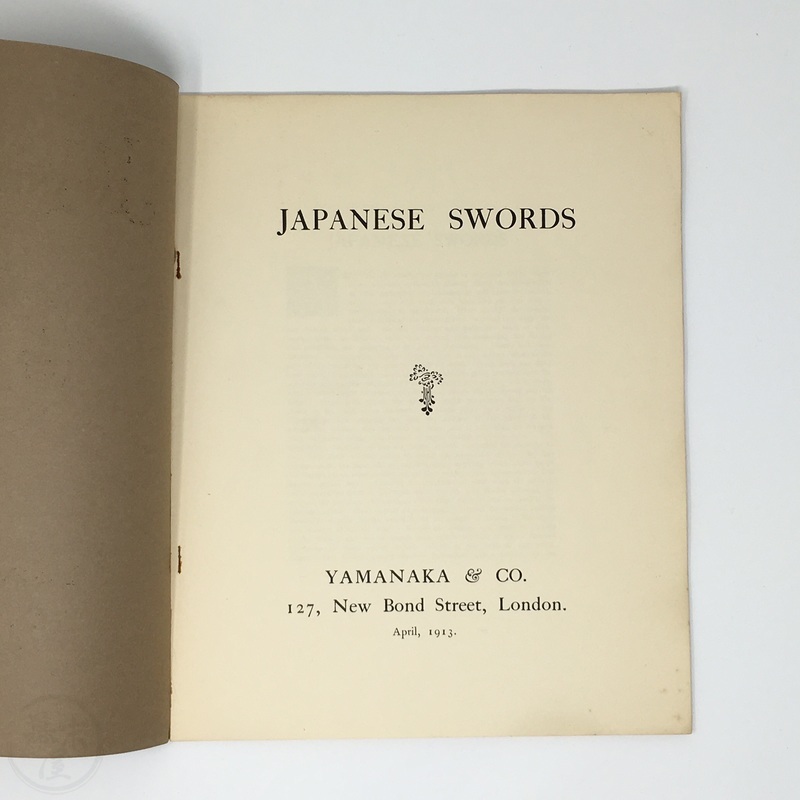 JAPANESE SWORDS
YAMANAKA & CO.
127, New Bond Street, London.
April, 1913.